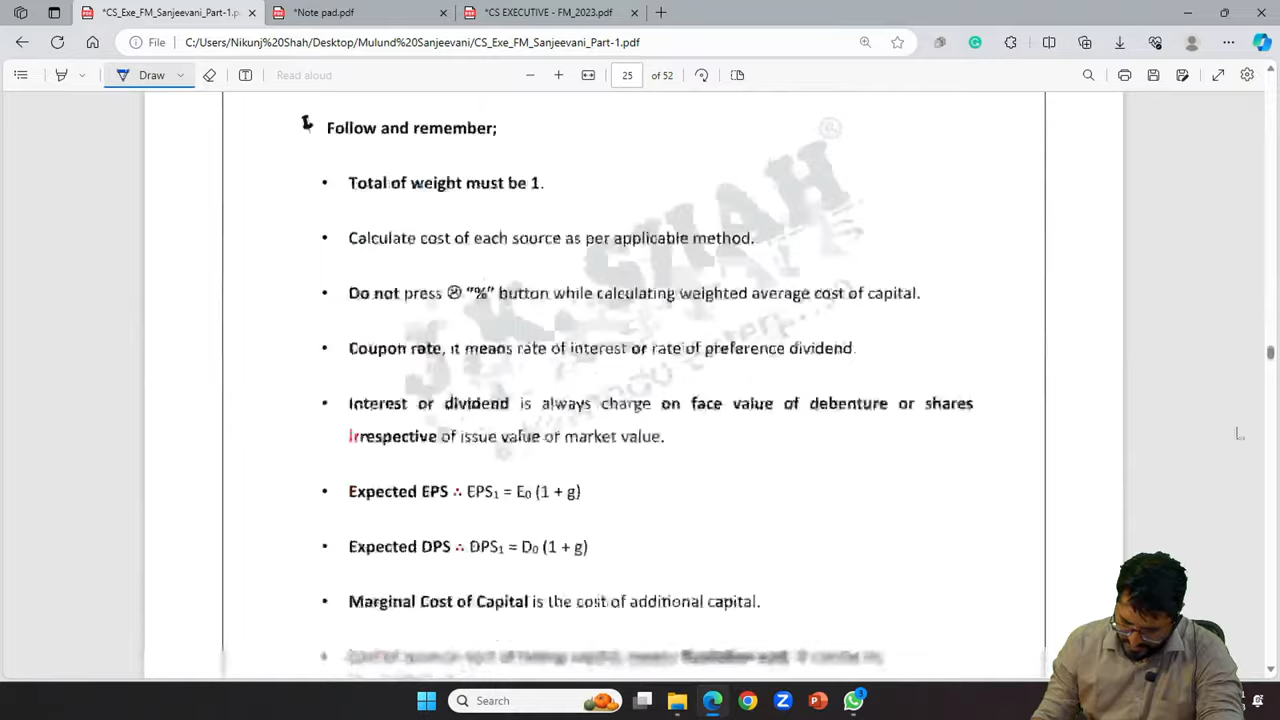 *CS_Exe_FM_Sanjeevani_Part-1.p
*Note pad.pdf
*CS EXECUTIVE - FM_2023.pdf
File
C:/Users/Nikunj%20Shah/Desktop/Mulund%20Sanjeevani/CS_Exe_FM_Sanjeevani_Part-1.pdf
Draw
Read aloud
25 of 52
Follow and remember;
• Total of weight must be 1.
• Calculate cost of each source as per applicable method.
• Do not press ☹ “%” button while calculating weighted average cost of capital.
• Coupon rate, it means rate of interest or rate of preference dividend.
• Interest or dividend is always charge on face value of debenture or shares
irrespective of issue value or market value.
• Expected EPS ∴ EPS₁ = E₀ (1 + g)
• Expected DPS ∴ DPS₁ = D₀ (1 + g)
• Marginal Cost of Capital is the cost of additional capital.
J.K. SHAH
Search
3